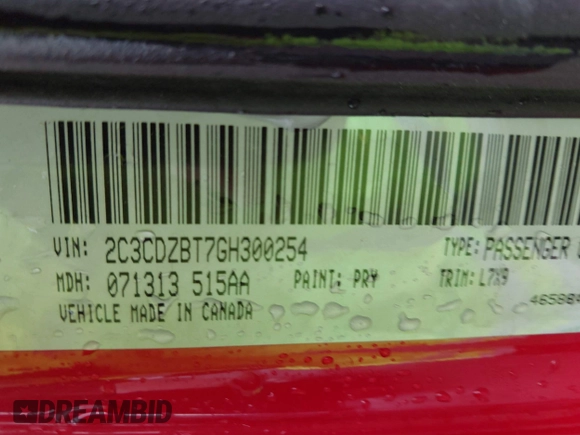 VIN: 2C3CDZBT7GH300254 TYPE: PASSENGER
MDH: 071313 515AA PAINT: PRY TRIM: L7X9
VEHICLE MADE IN CANADA
DREAMBID